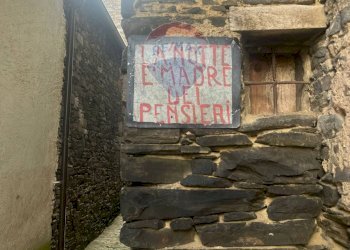 LA NOTTE
E' MADRE
DEI
PENSIERI